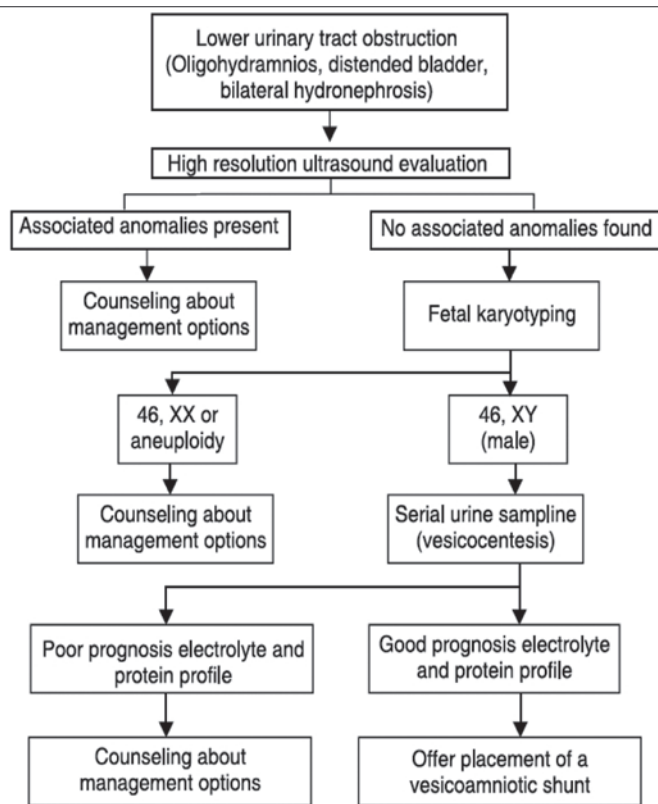 Lower urinary tract obstruction
(Oligohydramnios, distended bladder,
bilateral hydronephrosis)
High resolution ultrasound evaluation
Associated anomalies present
No associated anomalies found
Counseling about
management options
Fetal karyotyping
46, XX or
aneuploidy
46, XY
(male)
Counseling about
management options
Serial urine sampline
(vesicocentesis)
Poor prognosis electrolyte and
protein profile
Good prognosis electrolyte
and protein profile
Counseling about
management options
Offer placement of a
vesicoamniotic shunt